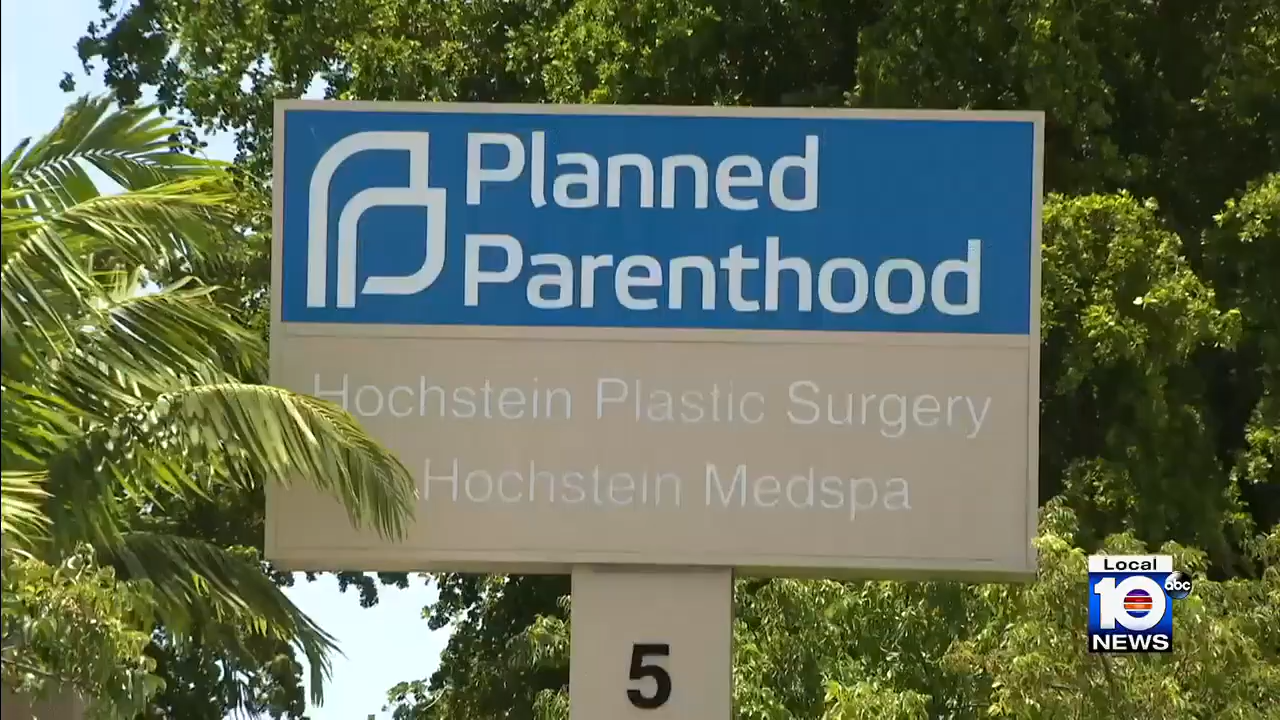 Planned
Parenthood
Hochstein Plastic Surgery
Hochstein Medspa
5
Local
10 abc
NEWS